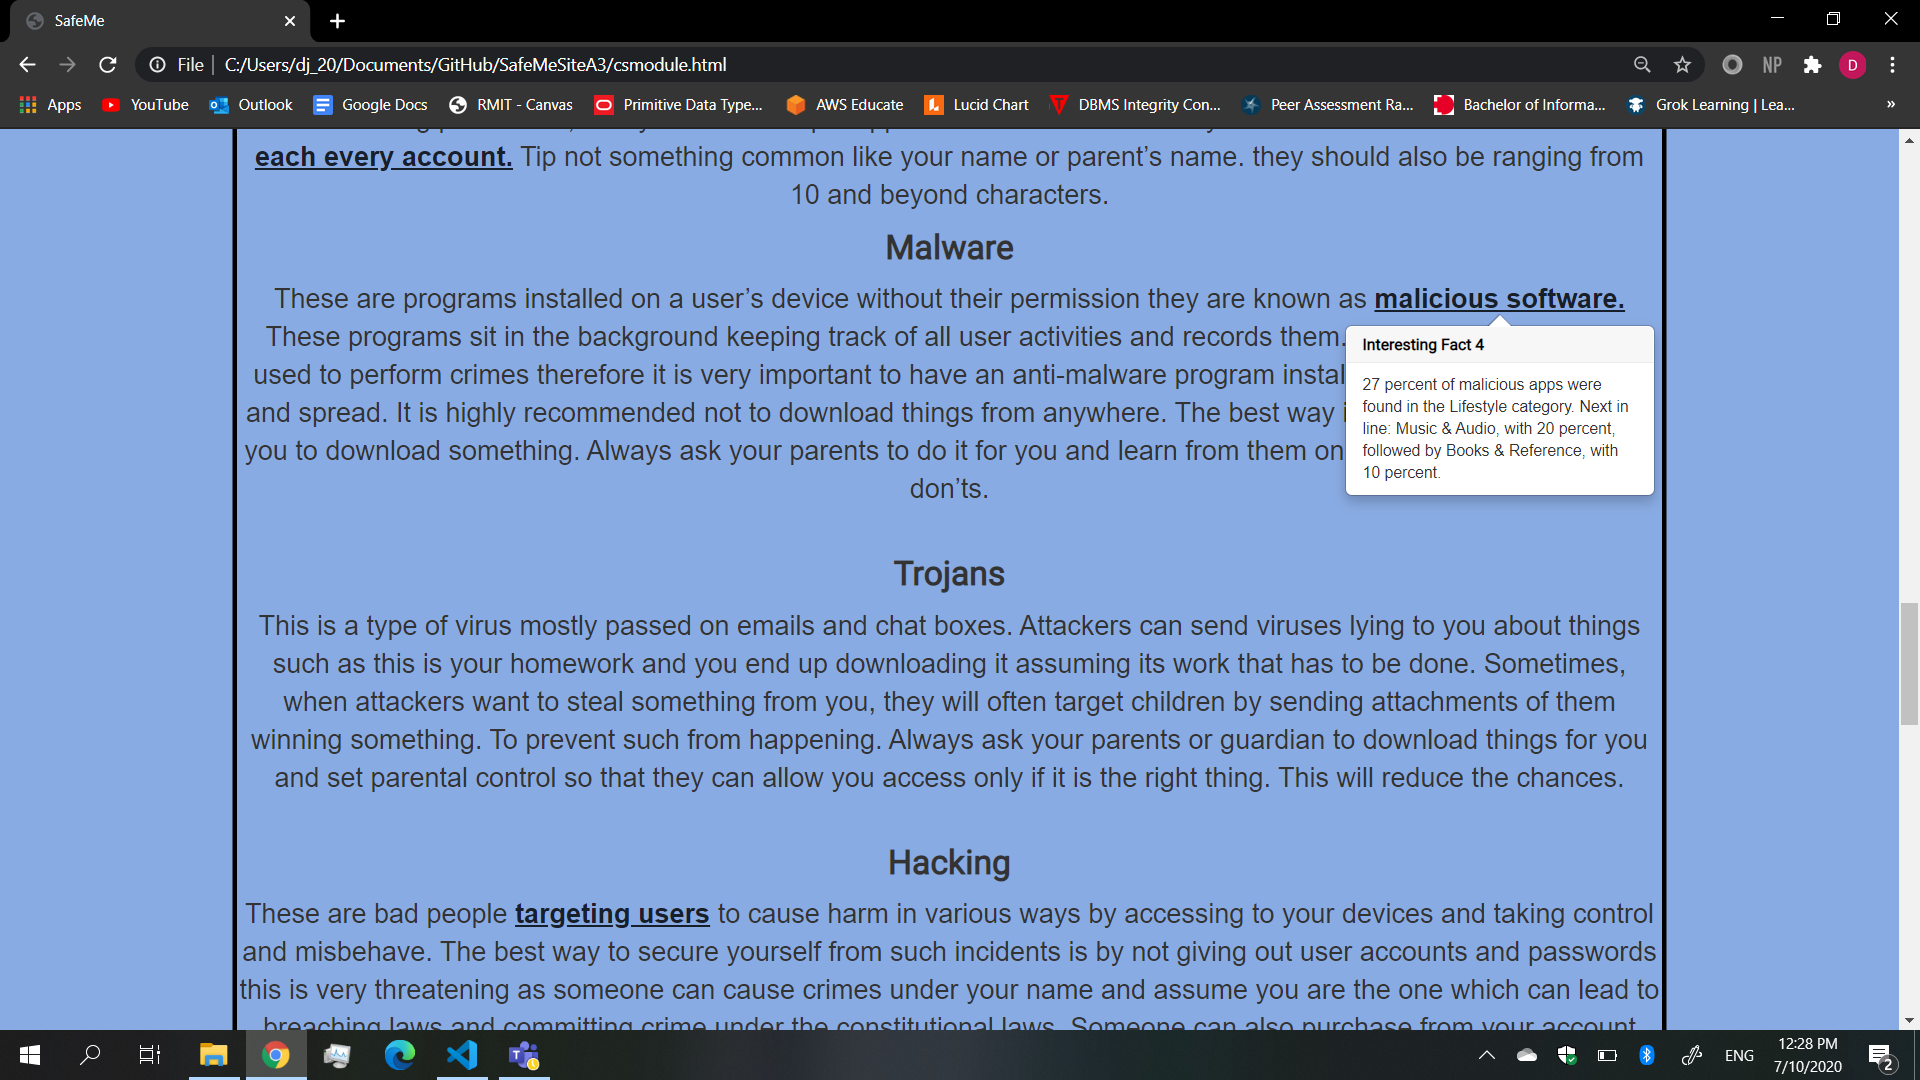 SafeMe
File
C:/Users/dj_20/Documents/GitHub/SafeMeSiteA3/csmodule.html
NP
D
Apps
YouTube
Outlook
Google Docs
RMIT - Canvas
Primitive Data Type...
AWS Educate
Lucid Chart
DBMS Integrity Con...
Peer Assessment Ra...
Bachelor of Informa...
Grok Learning | Lea...
»
each every account. Tip not something common like your name or parent’s name. they should also be ranging from
10 and beyond characters.
Malware
These are programs installed on a user’s device without their permission they are known as malicious software.
These programs sit in the background keeping track of all user activities and records them.
used to perform crimes therefore it is very important to have an anti-malware program instal
and spread. It is highly recommended not to download things from anywhere. The best way i
you to download something. Always ask your parents to do it for you and learn from them on
don’ts.
Interesting Fact 4
27 percent of malicious apps were
found in the Lifestyle category. Next in
line: Music & Audio, with 20 percent,
followed by Books & Reference, with
10 percent.
Trojans
This is a type of virus mostly passed on emails and chat boxes. Attackers can send viruses lying to you about things
such as this is your homework and you end up downloading it assuming its work that has to be done. Sometimes,
when attackers want to steal something from you, they will often target children by sending attachments of them
winning something. To prevent such from happening. Always ask your parents or guardian to download things for you
and set parental control so that they can allow you access only if it is the right thing. This will reduce the chances.
Hacking
These are bad people targeting users to cause harm in various ways by accessing to your devices and taking control
and misbehave. The best way to secure yourself from such incidents is by not giving out user accounts and passwords
this is very threatening as someone can cause crimes under your name and assume you are the one which can lead to
breaching laws and committing crime under the constitutional laws. Someone can also purchase from your account
ENG
12:28 PM
7/10/2020
2